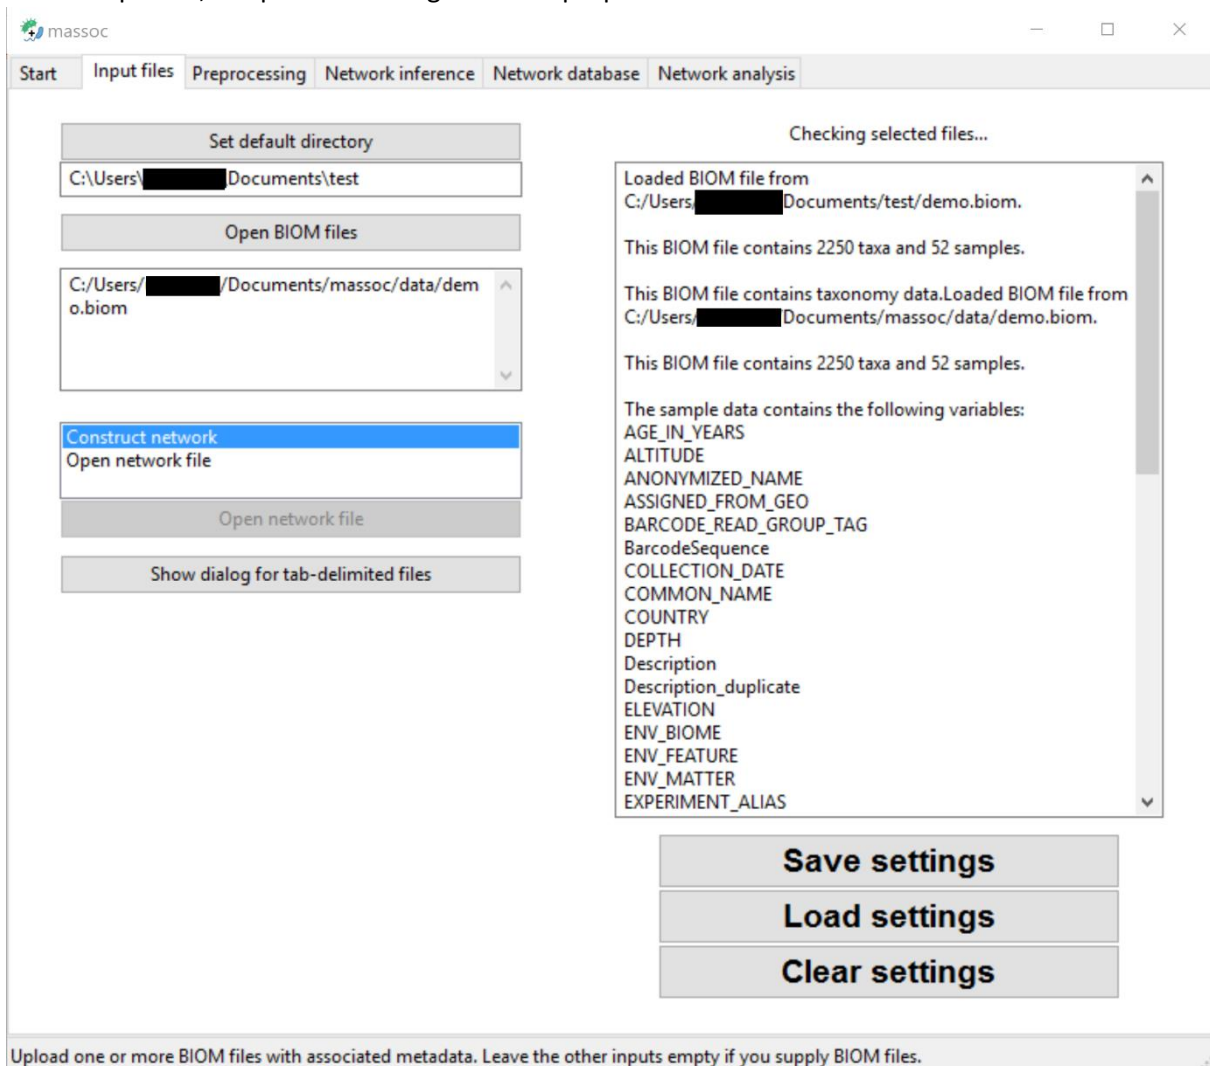 massoc
Start Input files Preprocessing Network inference Network database Network analysis
Set default directory
C:\Users\ Documents\test
Open BIOM files
C:/Users/ /Documents/massoc/data/dem
o.biom
Construct network
Open network file
Open network file
Show dialog for tab-delimited files
Checking selected files...
Loaded BIOM file from
C:/Users/ Documents/test/demo.biom.
This BIOM file contains 2250 taxa and 52 samples.
This BIOM file contains taxonomy data.Loaded BIOM file from
C:/Users/ Documents/massoc/data/demo.biom.
This BIOM file contains 2250 taxa and 52 samples.
The sample data contains the following variables:
AGE_IN_YEARS
ALTITUDE
ANONYMIZED_NAME
ASSIGNED_FROM_GEO
BARCODE_READ_GROUP_TAG
BarcodeSequence
COLLECTION_DATE
COMMON_NAME
COUNTRY
DEPTH
Description
Description_duplicate
ELEVATION
ENV_BIOME
ENV_FEATURE
ENV_MATTER
EXPERIMENT_ALIAS
Save settings
Load settings
Clear settings
Upload one or more BIOM files with associated metadata. Leave the other inputs empty if you supply BIOM files.